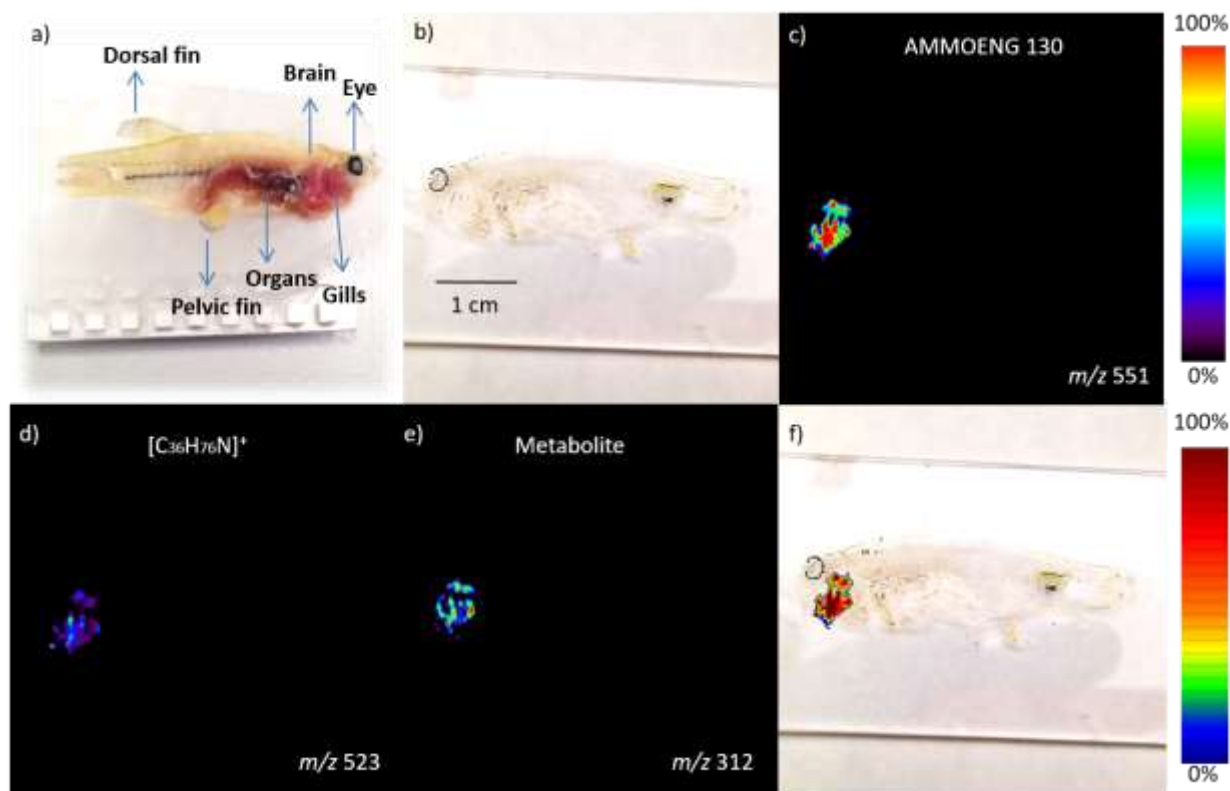 a)
Dorsal fin
Brain
Eye
Organs
Gills
Pelvic fin
b)
1 cm
c)
AMMOENG 130
m/z 551
100%
0%
d)
[C₃₆H₇₆N]⁺
m/z 523
e)
Metabolite
m/z 312
f)
100%
0%